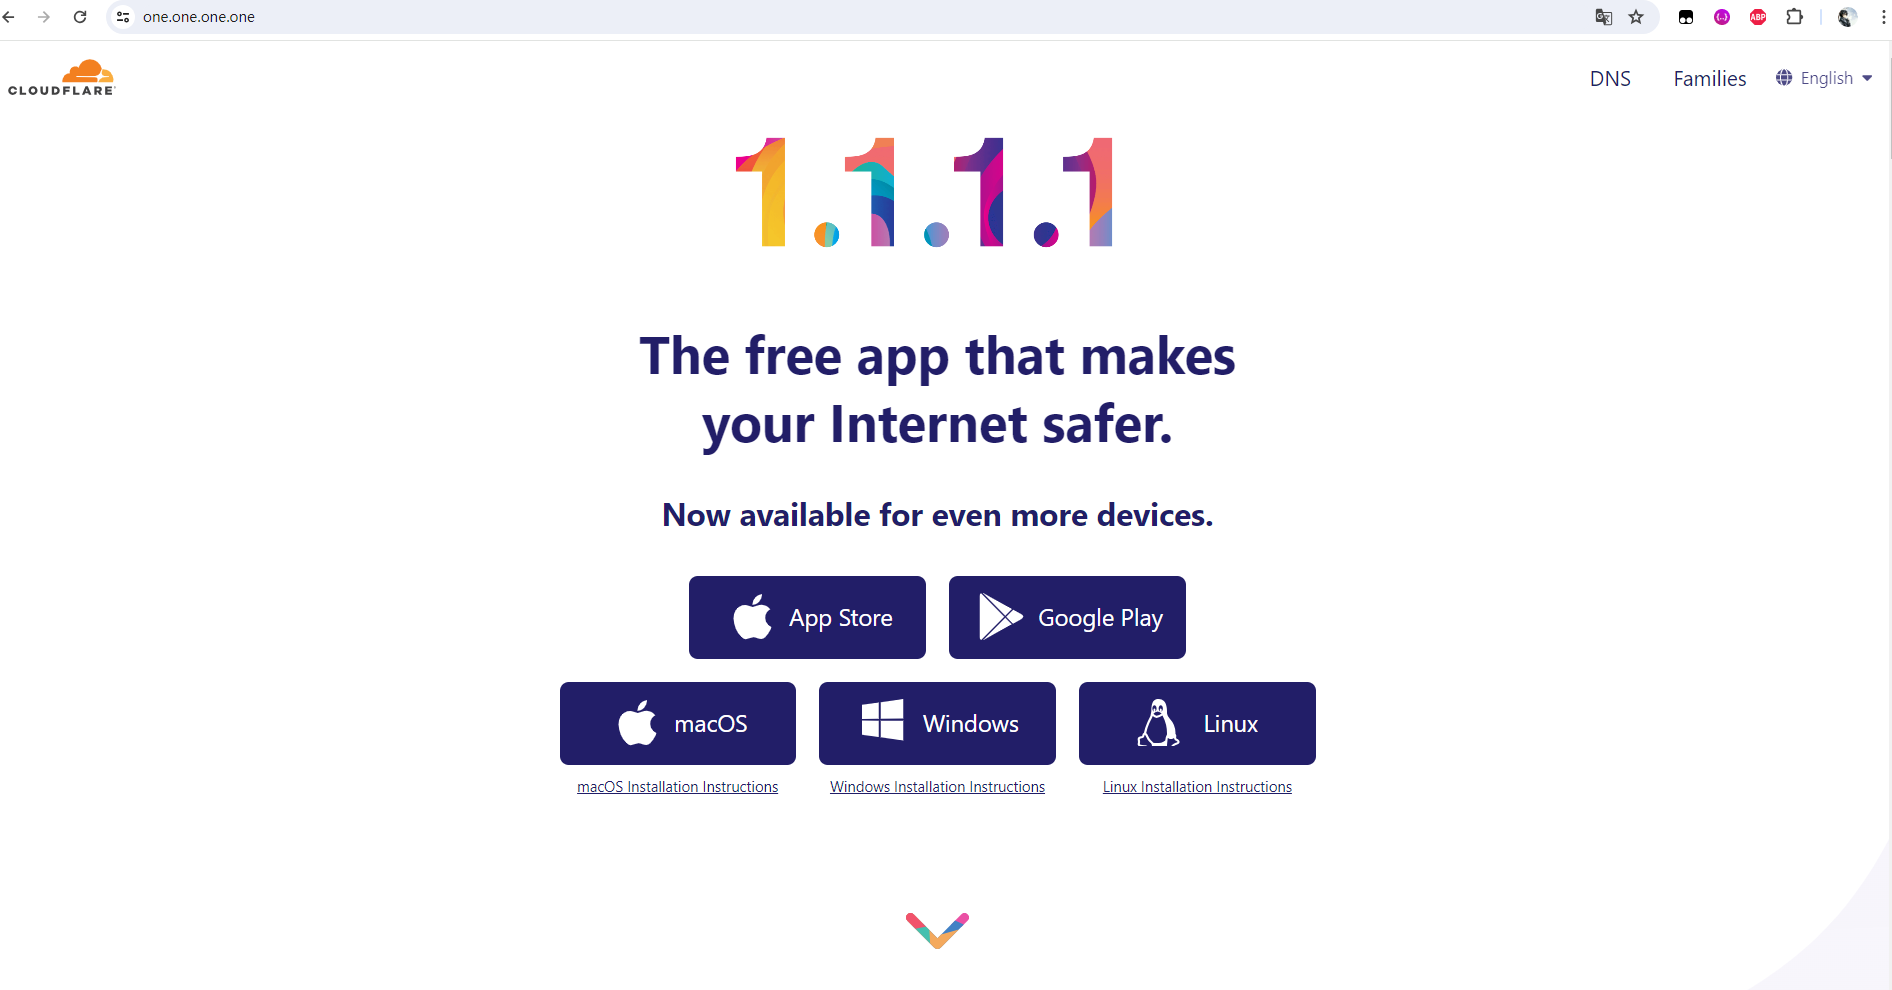 one.one.one.one
ABP
CLOUDFLARE
DNS Families English
1.1.1.1
The free app that makes
your Internet safer.
Now available for even more devices.
App Store Google Play
macOS Windows Linux
macOS Installation Instructions Windows Installation Instructions Linux Installation Instructions